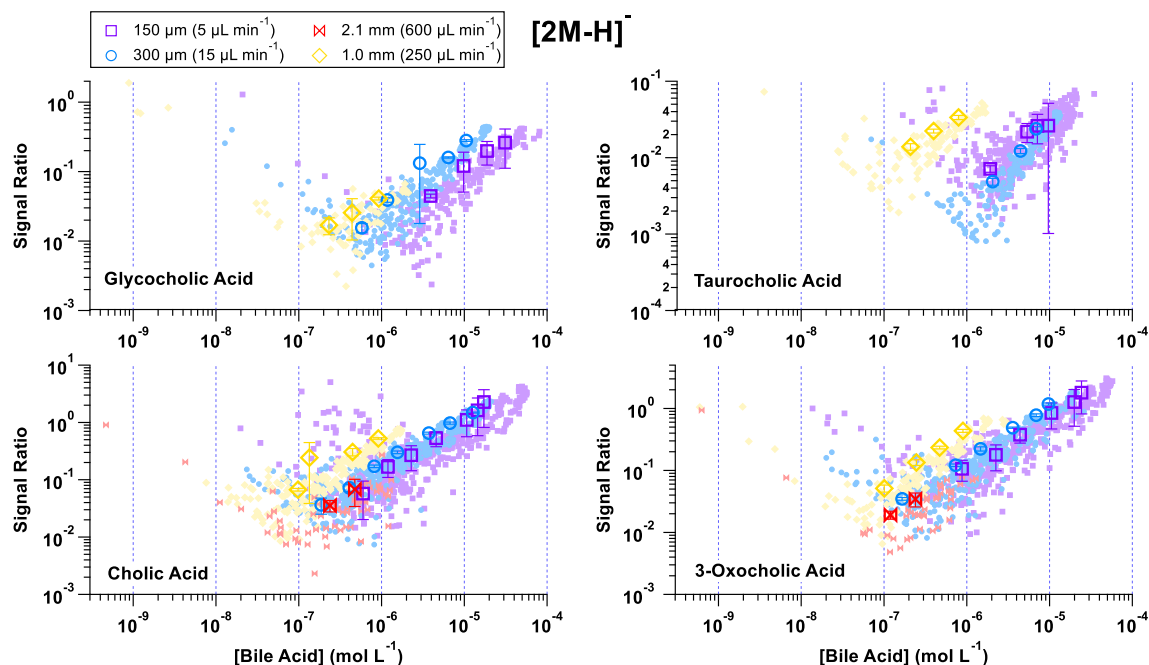 [2M-H]⁻
150 µm (5 µL min⁻¹) 2.1 mm (600 µL min⁻¹)
300 µm (15 µL min⁻¹) 1.0 mm (250 µL min⁻¹)
Signal Ratio
10⁰
10⁻¹
10⁻²
10⁻³
Glycocholic Acid
10⁻⁹ 10⁻⁸ 10⁻⁷ 10⁻⁶ 10⁻⁵ 10⁻⁴
Signal Ratio
10⁻¹
4
2
10⁻²
4
2
10⁻³
4
2
10⁻⁴
Taurocholic Acid
10⁻⁹ 10⁻⁸ 10⁻⁷ 10⁻⁶ 10⁻⁵ 10⁻⁴
Signal Ratio
10¹
10⁰
10⁻¹
10⁻²
10⁻³
Cholic Acid
10⁻⁹ 10⁻⁸ 10⁻⁷ 10⁻⁶ 10⁻⁵ 10⁻⁴
[Bile Acid] (mol L⁻¹)
Signal Ratio
10⁰
10⁻¹
10⁻²
10⁻³
3-Oxocholic Acid
10⁻⁹ 10⁻⁸ 10⁻⁷ 10⁻⁶ 10⁻⁵ 10⁻⁴
[Bile Acid] (mol L⁻¹)